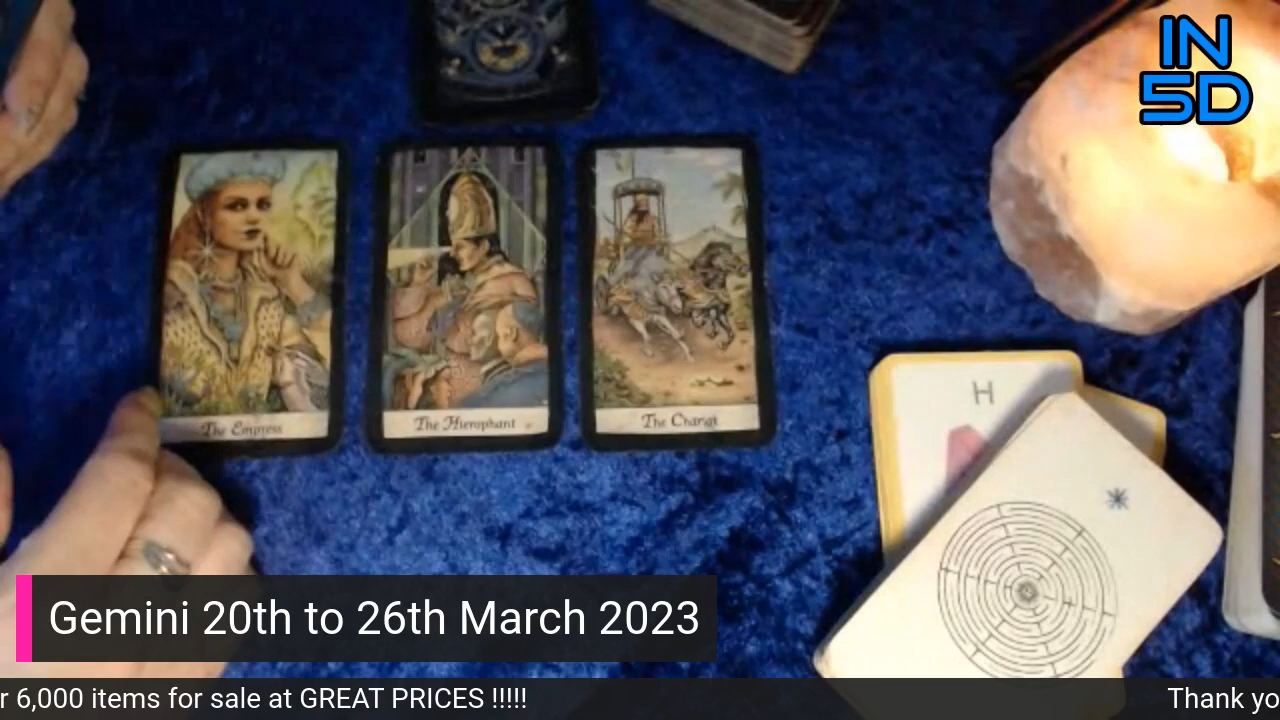 IN
5D
The Empress
The Hierophant
The Chariot
H
Gemini 20th to 26th March 2023
r 6,000 items for sale at GREAT PRICES !!!!!
Thank yo